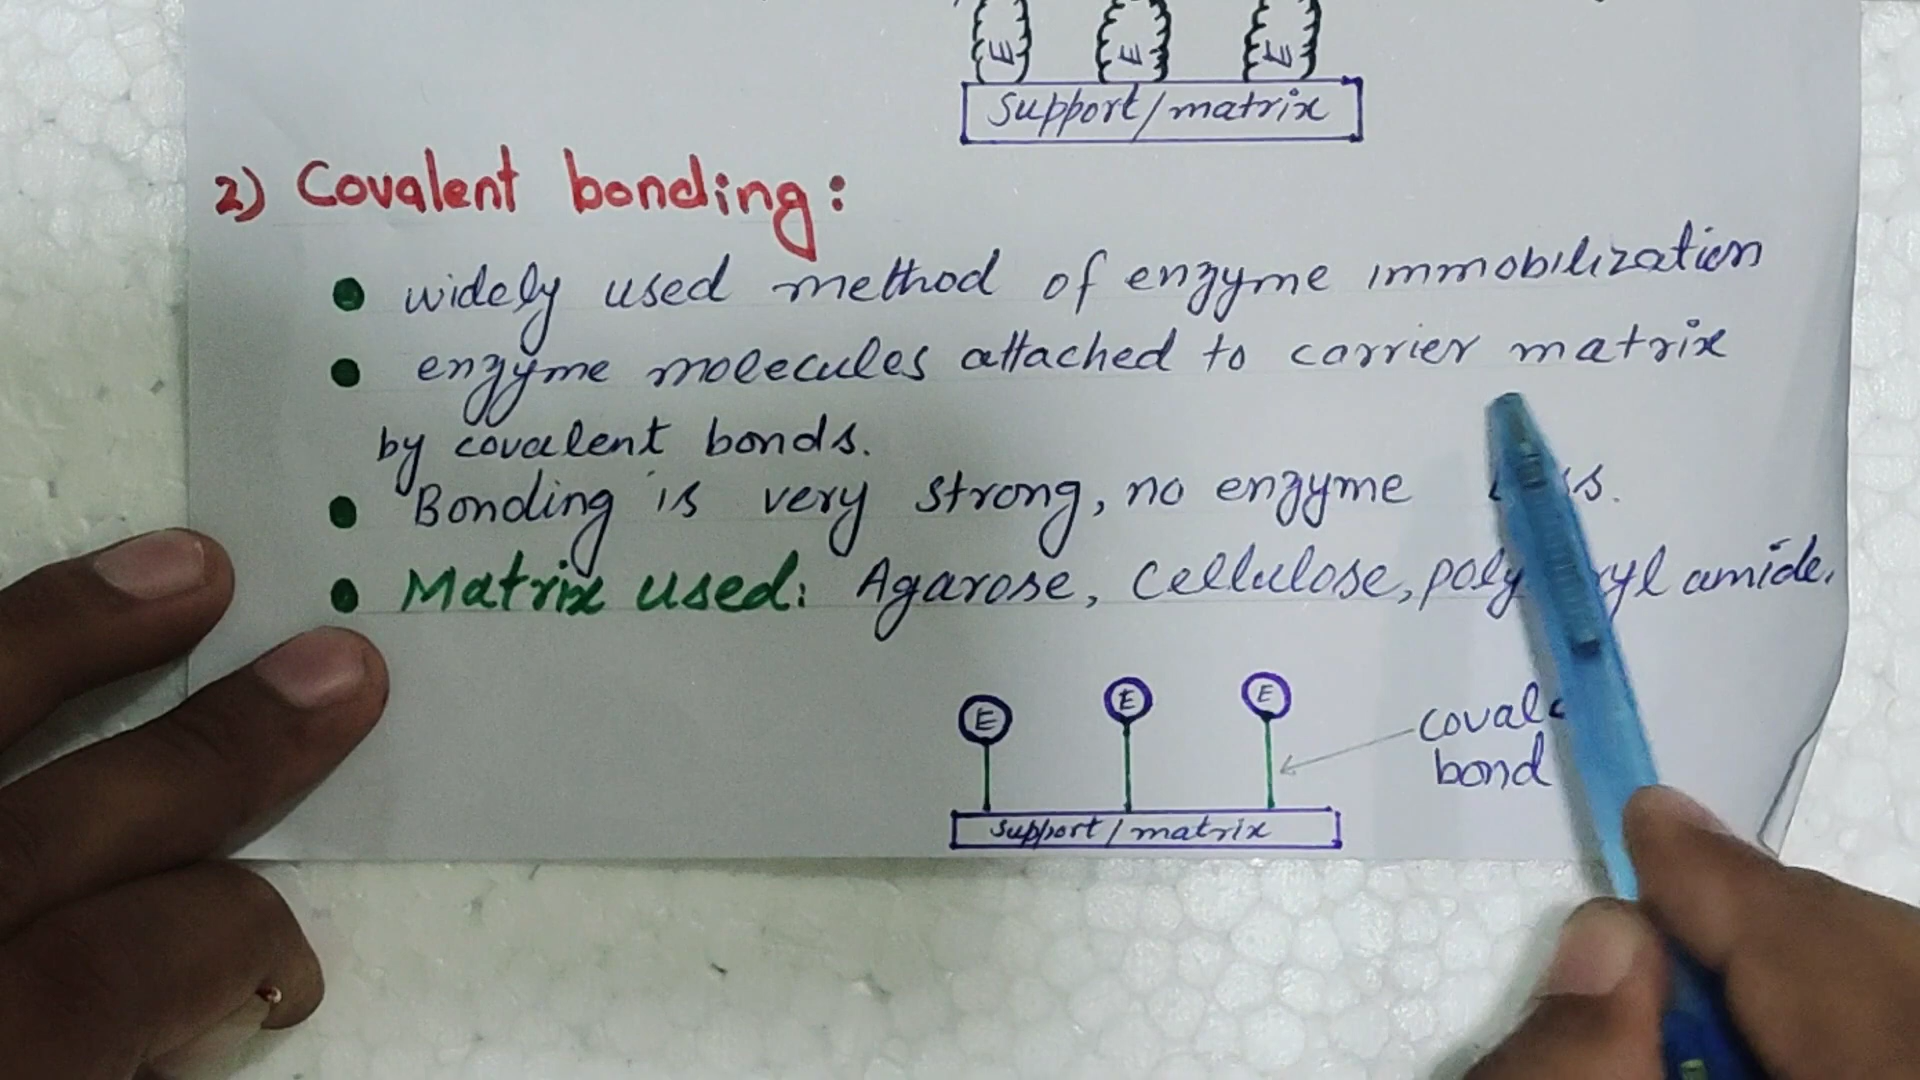 E E E
Support/matrix
2) Covalent bonding:
widely used method of enzyme immobilization
enzyme molecules attached to carrier matrix
by covalent bonds.
Bonding is very strong, no enzyme
Matrix used: Agarose, Cellulose, amide.
E E E
bond
support/matrix